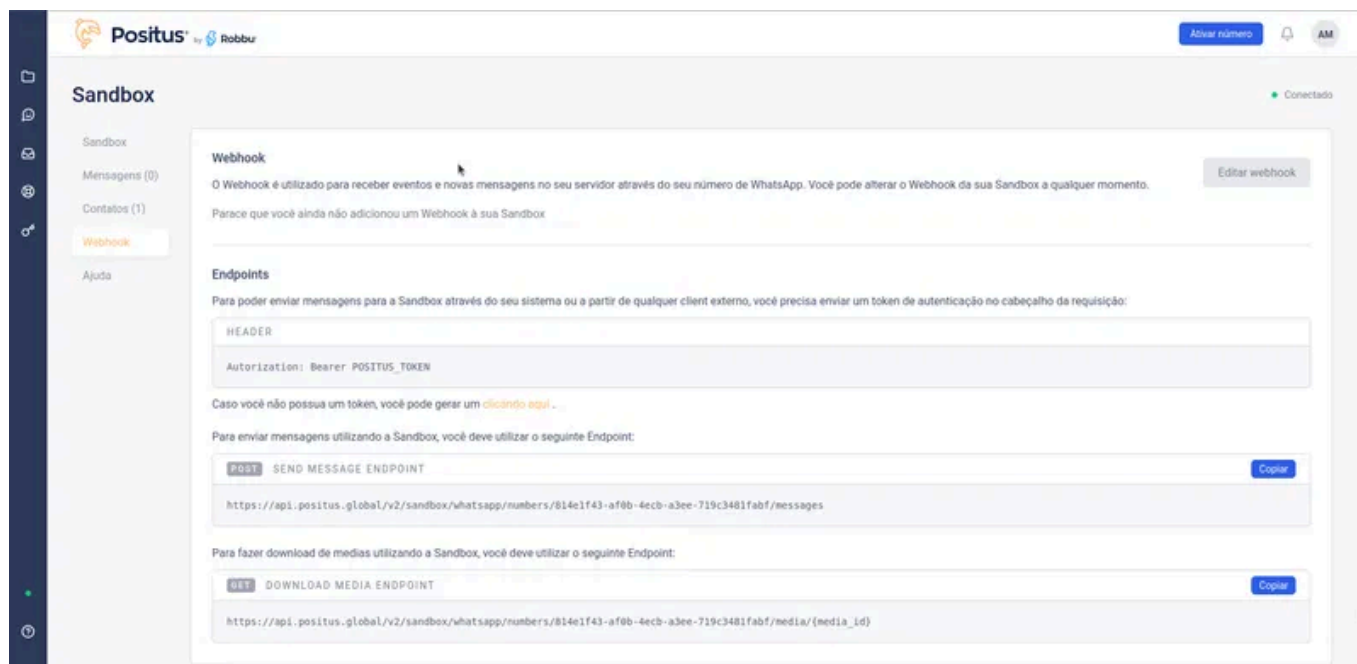 Positus by Robbu
Ativar número
AM
Sandbox
Conectado
Sandbox
Mensagens (0)
Contatos (1)
Webhook
Ajuda
Webhook
Editar webhook
O Webhook é utilizado para receber eventos e novas mensagens no seu servidor através do seu número de WhatsApp. Você pode alterar o Webhook da sua Sandbox a qualquer momento.
Parace que você ainda não adicionou um Webhook à sua Sandbox
Endpoints
Para poder enviar mensagens para a Sandbox através do seu sistema ou a partir de qualquer client externo, você precisa enviar um token de autenticação no cabeçalho da requisição:
HEADER
Autorization: Bearer POSITUS_TOKEN
Caso você não possua um token, você pode gerar um clicando aqui .
Para enviar mensagens utilizando a Sandbox, você deve utilizar o seguinte Endpoint:
POST SEND MESSAGE ENDPOINT
Copiar
https://api.positus.global/v2/sandbox/whatsapp/numbers/814e1f43-af0b-4ecb-a3ee-719c3481fabf/messages
Para fazer download de medias utilizando a Sandbox, você deve utilizar o seguinte Endpoint:
GET DOWNLOAD MEDIA ENDPOINT
Copiar
https://api.positus.global/v2/sandbox/whatsapp/numbers/814e1f43-af0b-4ecb-a3ee-719c3481fabf/media/{media_id}